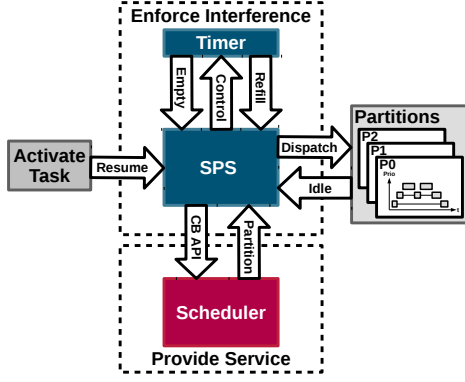 Enforce Interference
Timer
Empty
Control
Refill
Partitions
P2
P1
P0
Prio
t
Activate
Task
Resume
SPS
Dispatch
Idle
CB API
Partition
Scheduler
Provide Service